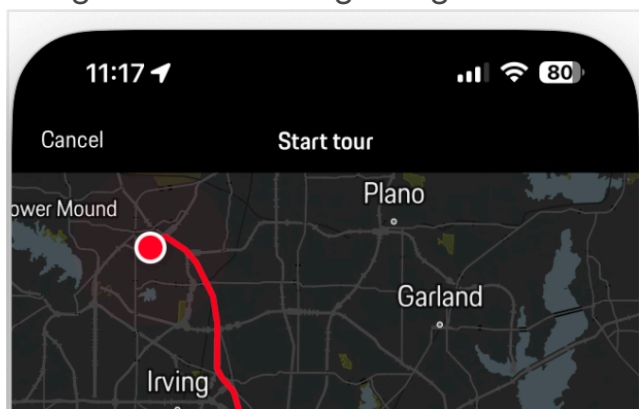 11:17
80
Cancel
Start tour
Plano
ower Mound
Garland
Irving